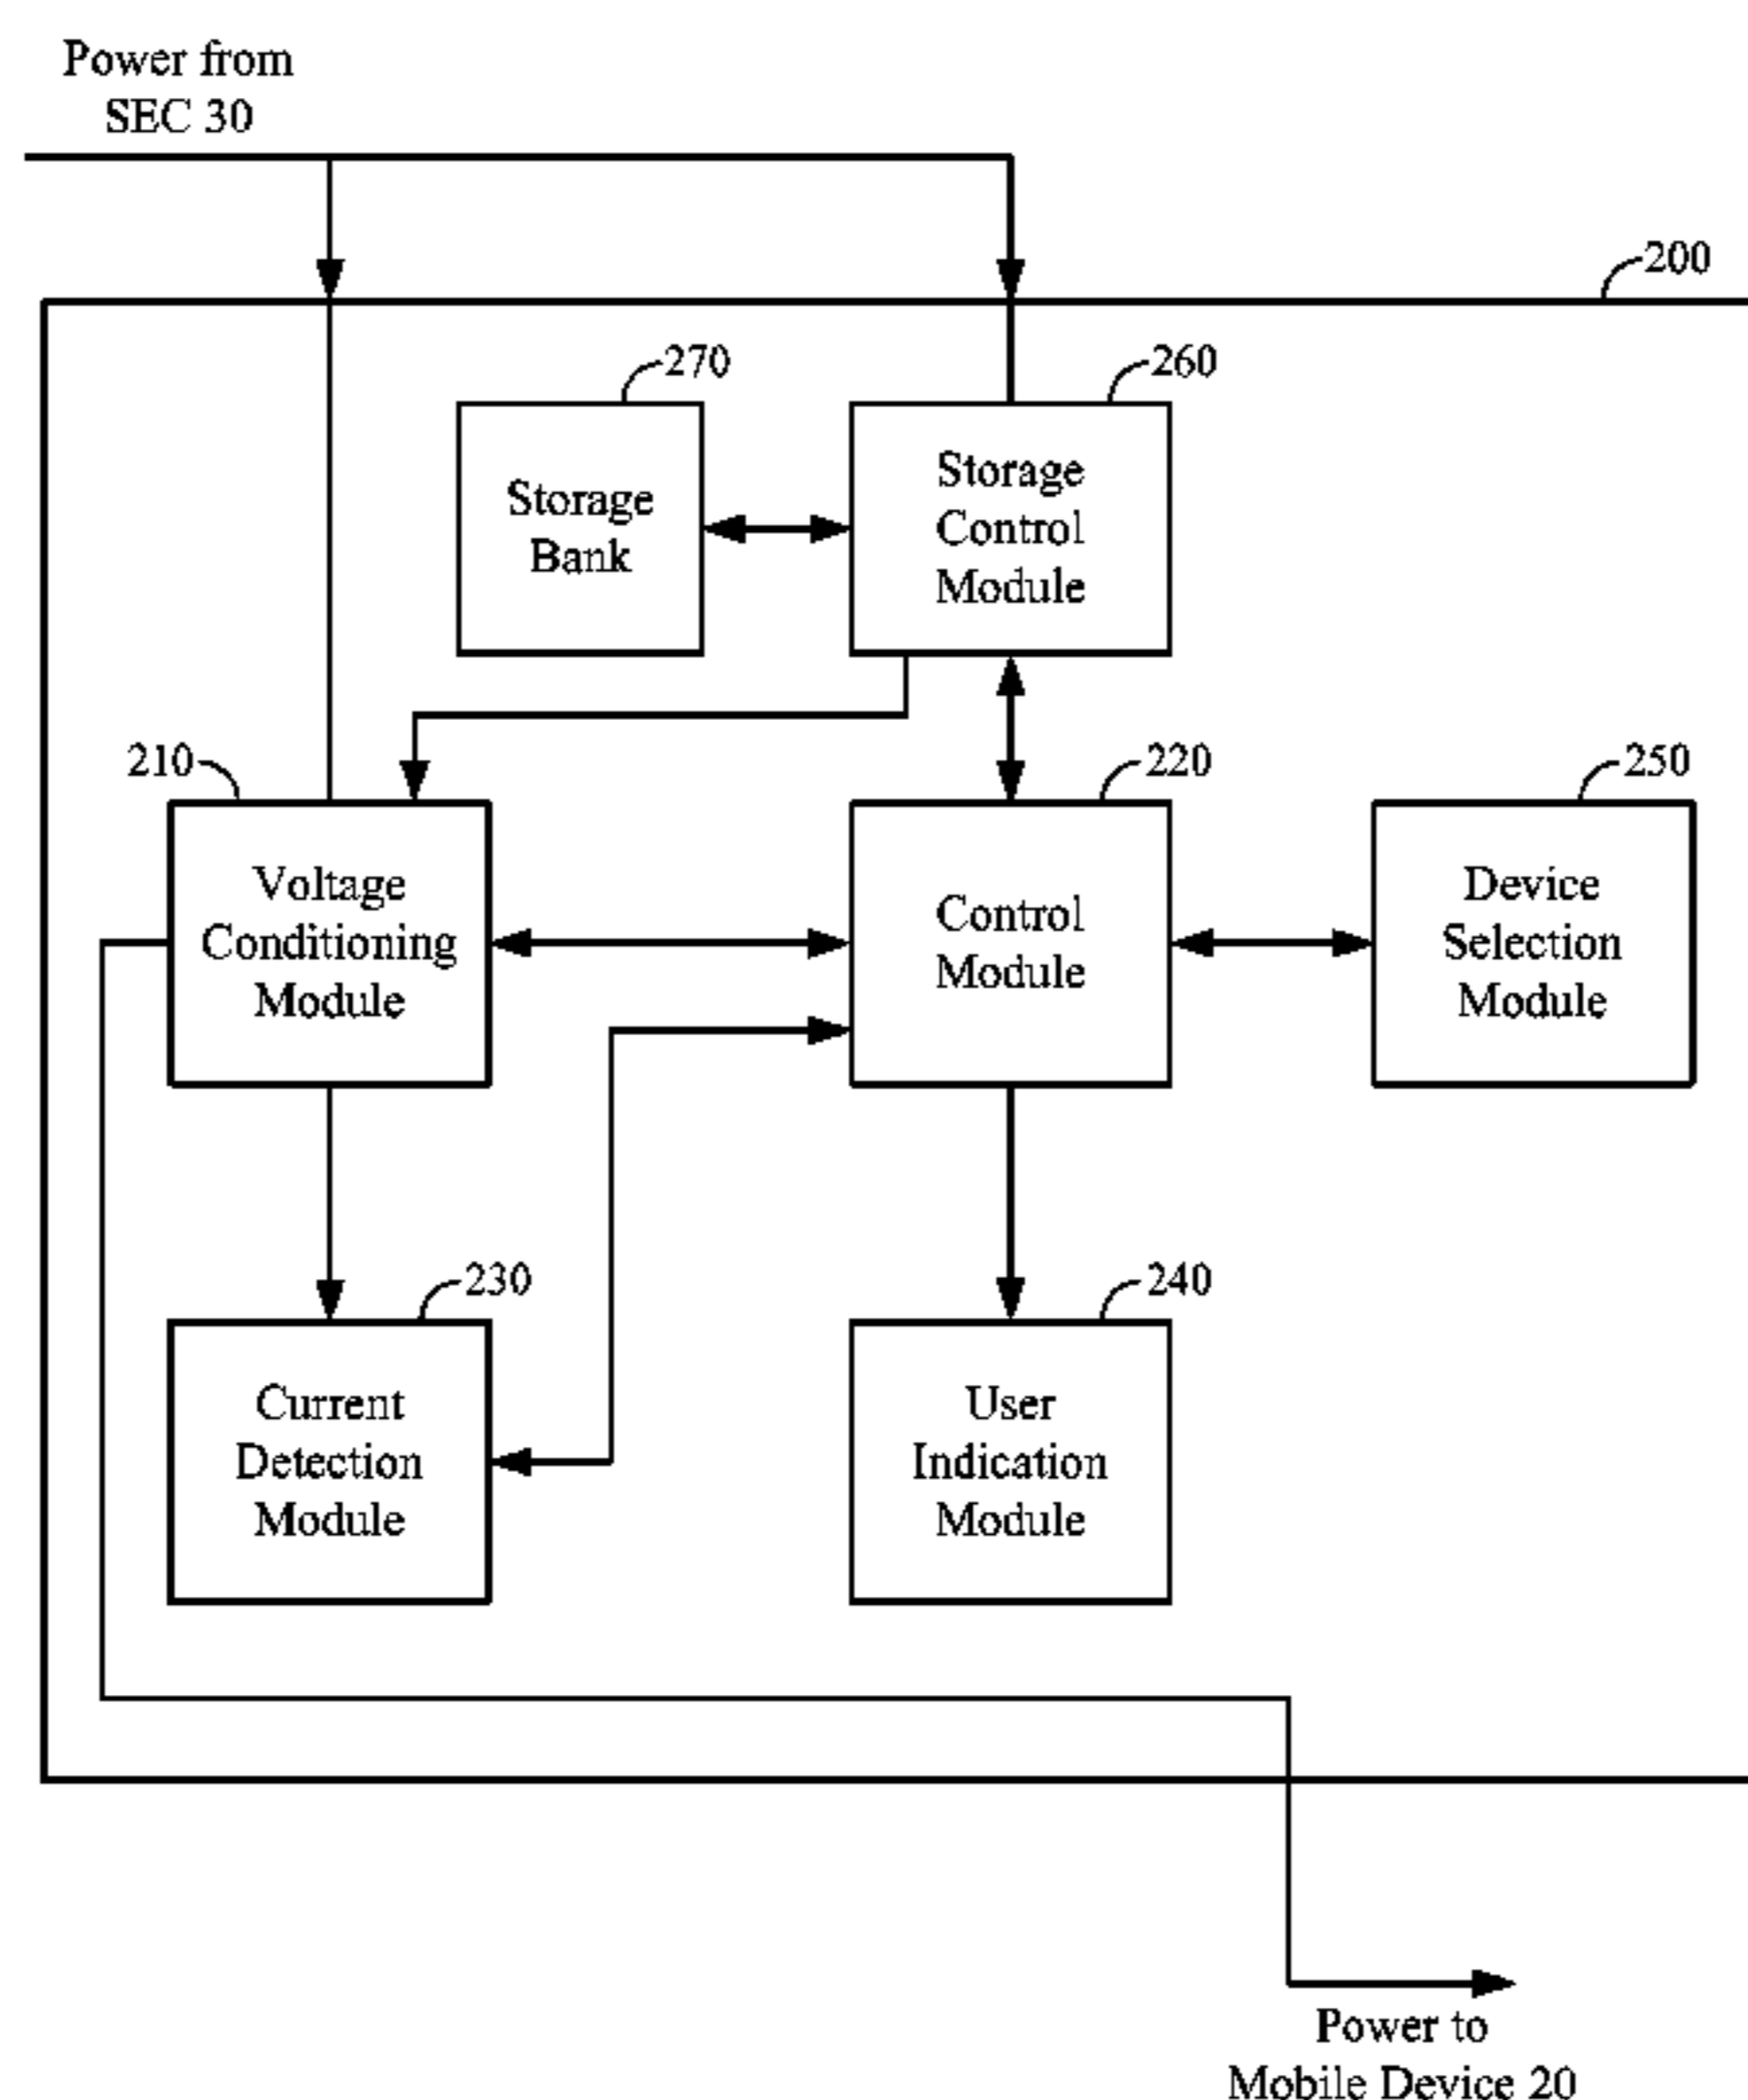 Power from
SEC 30
200
270
260
Storage
Bank
Storage
Control
Module
210
220
250
Voltage
Conditioning
Module
Control
Module
Device
Selection
Module
230
240
Current
Detection
Module
User
Indication
Module
Power to
Mobile Device 20